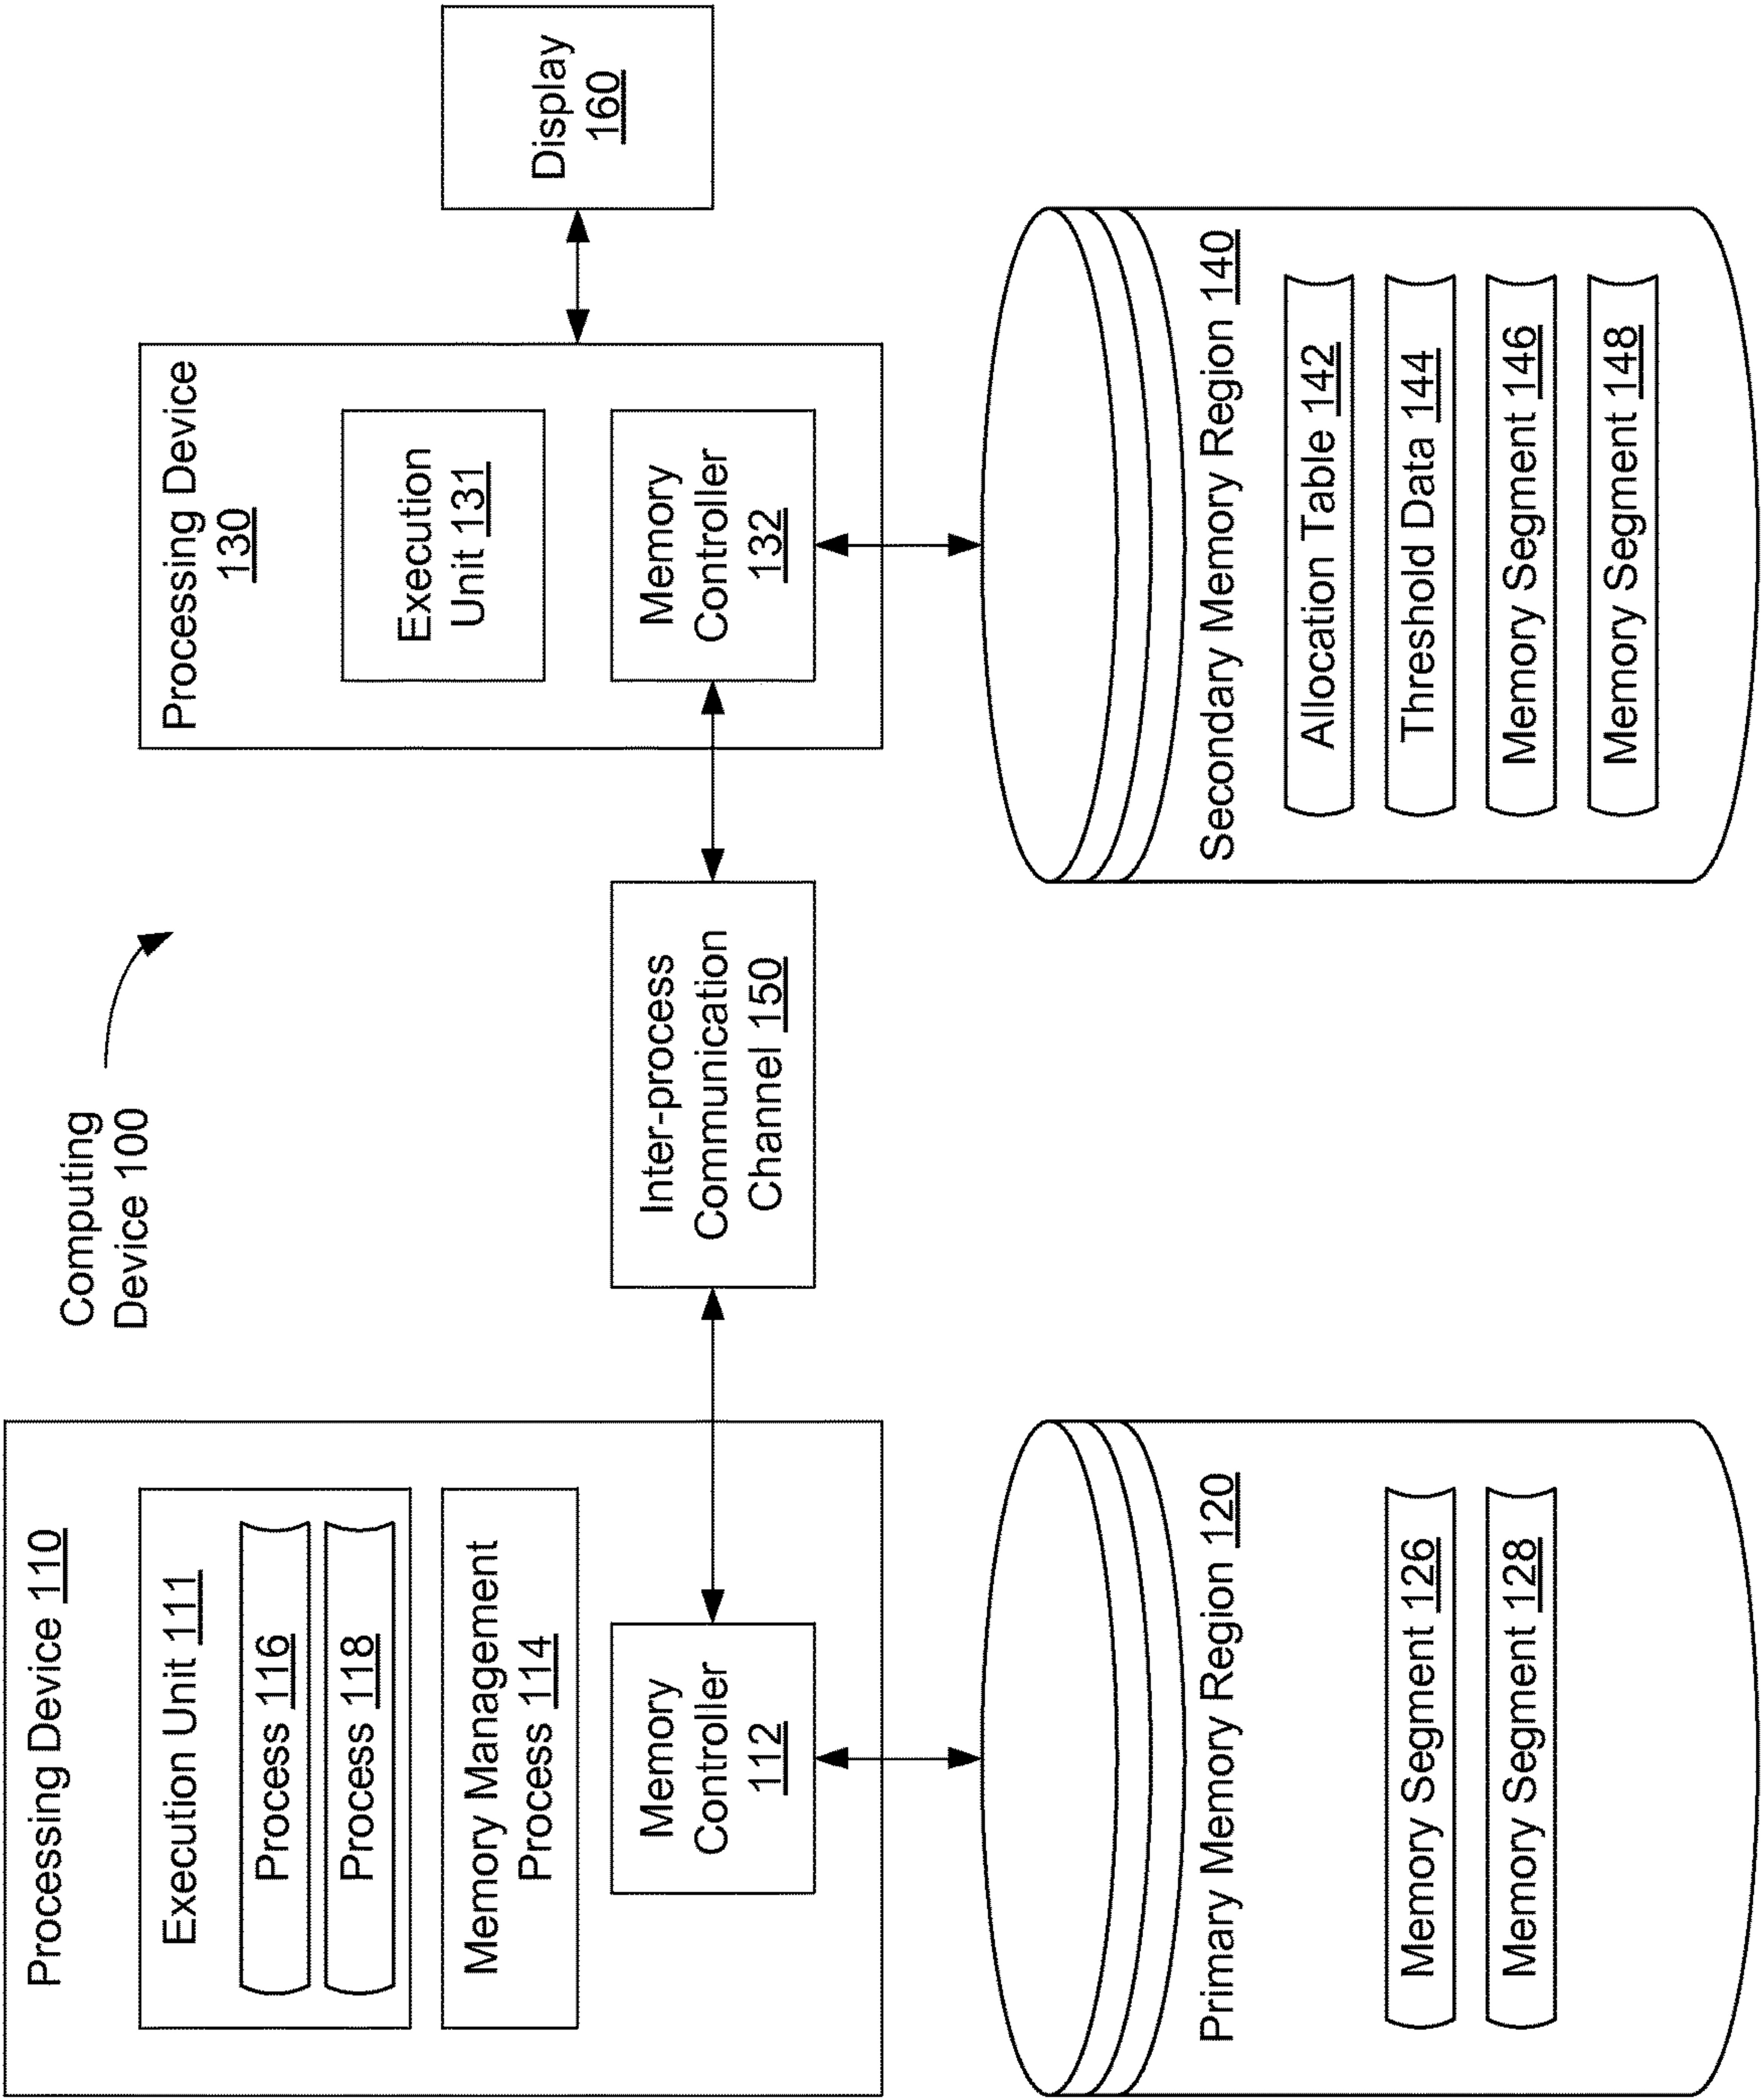 Computing
Device 100
Processing Device 110
Execution Unit 111
Process 116
Process 118
Memory Management
Process 114
Memory
Controller
112
Inter-process
Communication
Channel 150
Processing Device
130
Execution
Unit 131
Memory
Controller
132
Display
160
Primary Memory Region 120
Memory Segment 126
Memory Segment 128
Secondary Memory Region 140
Allocation Table 142
Threshold Data 144
Memory Segment 146
Memory Segment 148